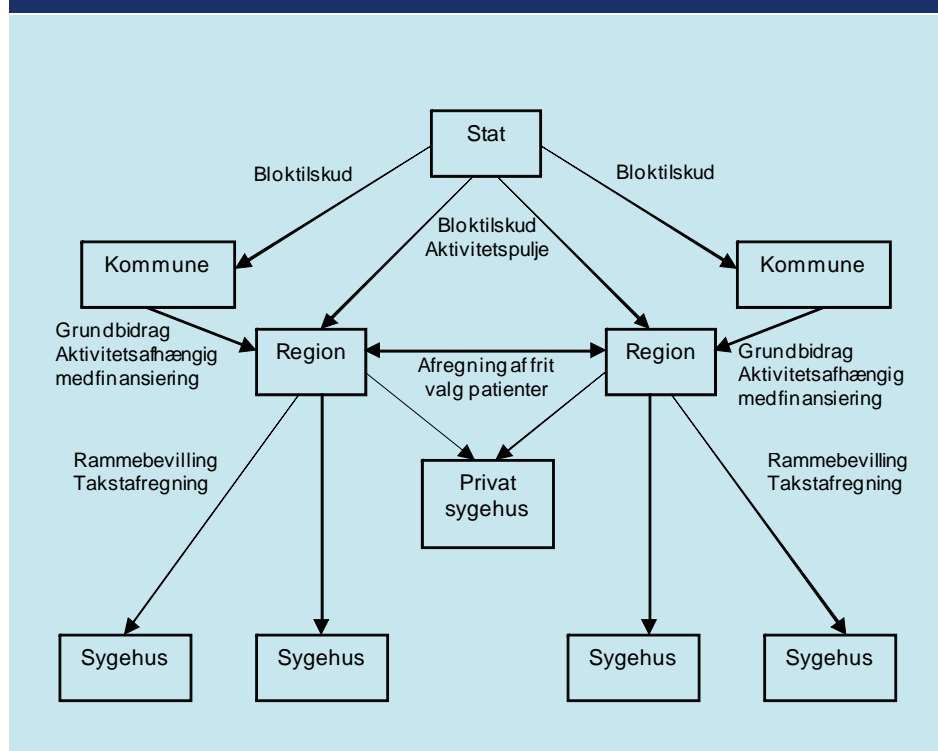 Stat
Bloktilskud
Bloktilskud
Bloktilskud
Aktivitetspulje
Kommune
Kommune
Grundbidrag
Aktivitetsafhængig
medfinansiering
Region
Afregning af frit
valg patienter
Region
Grundbidrag
Aktivitetsafhængig
medfinansiering
Rammebevilling
Takstafregning
Privat
sygehus
Rammebevilling
Takstafregning
Sygehus
Sygehus
Sygehus
Sygehus